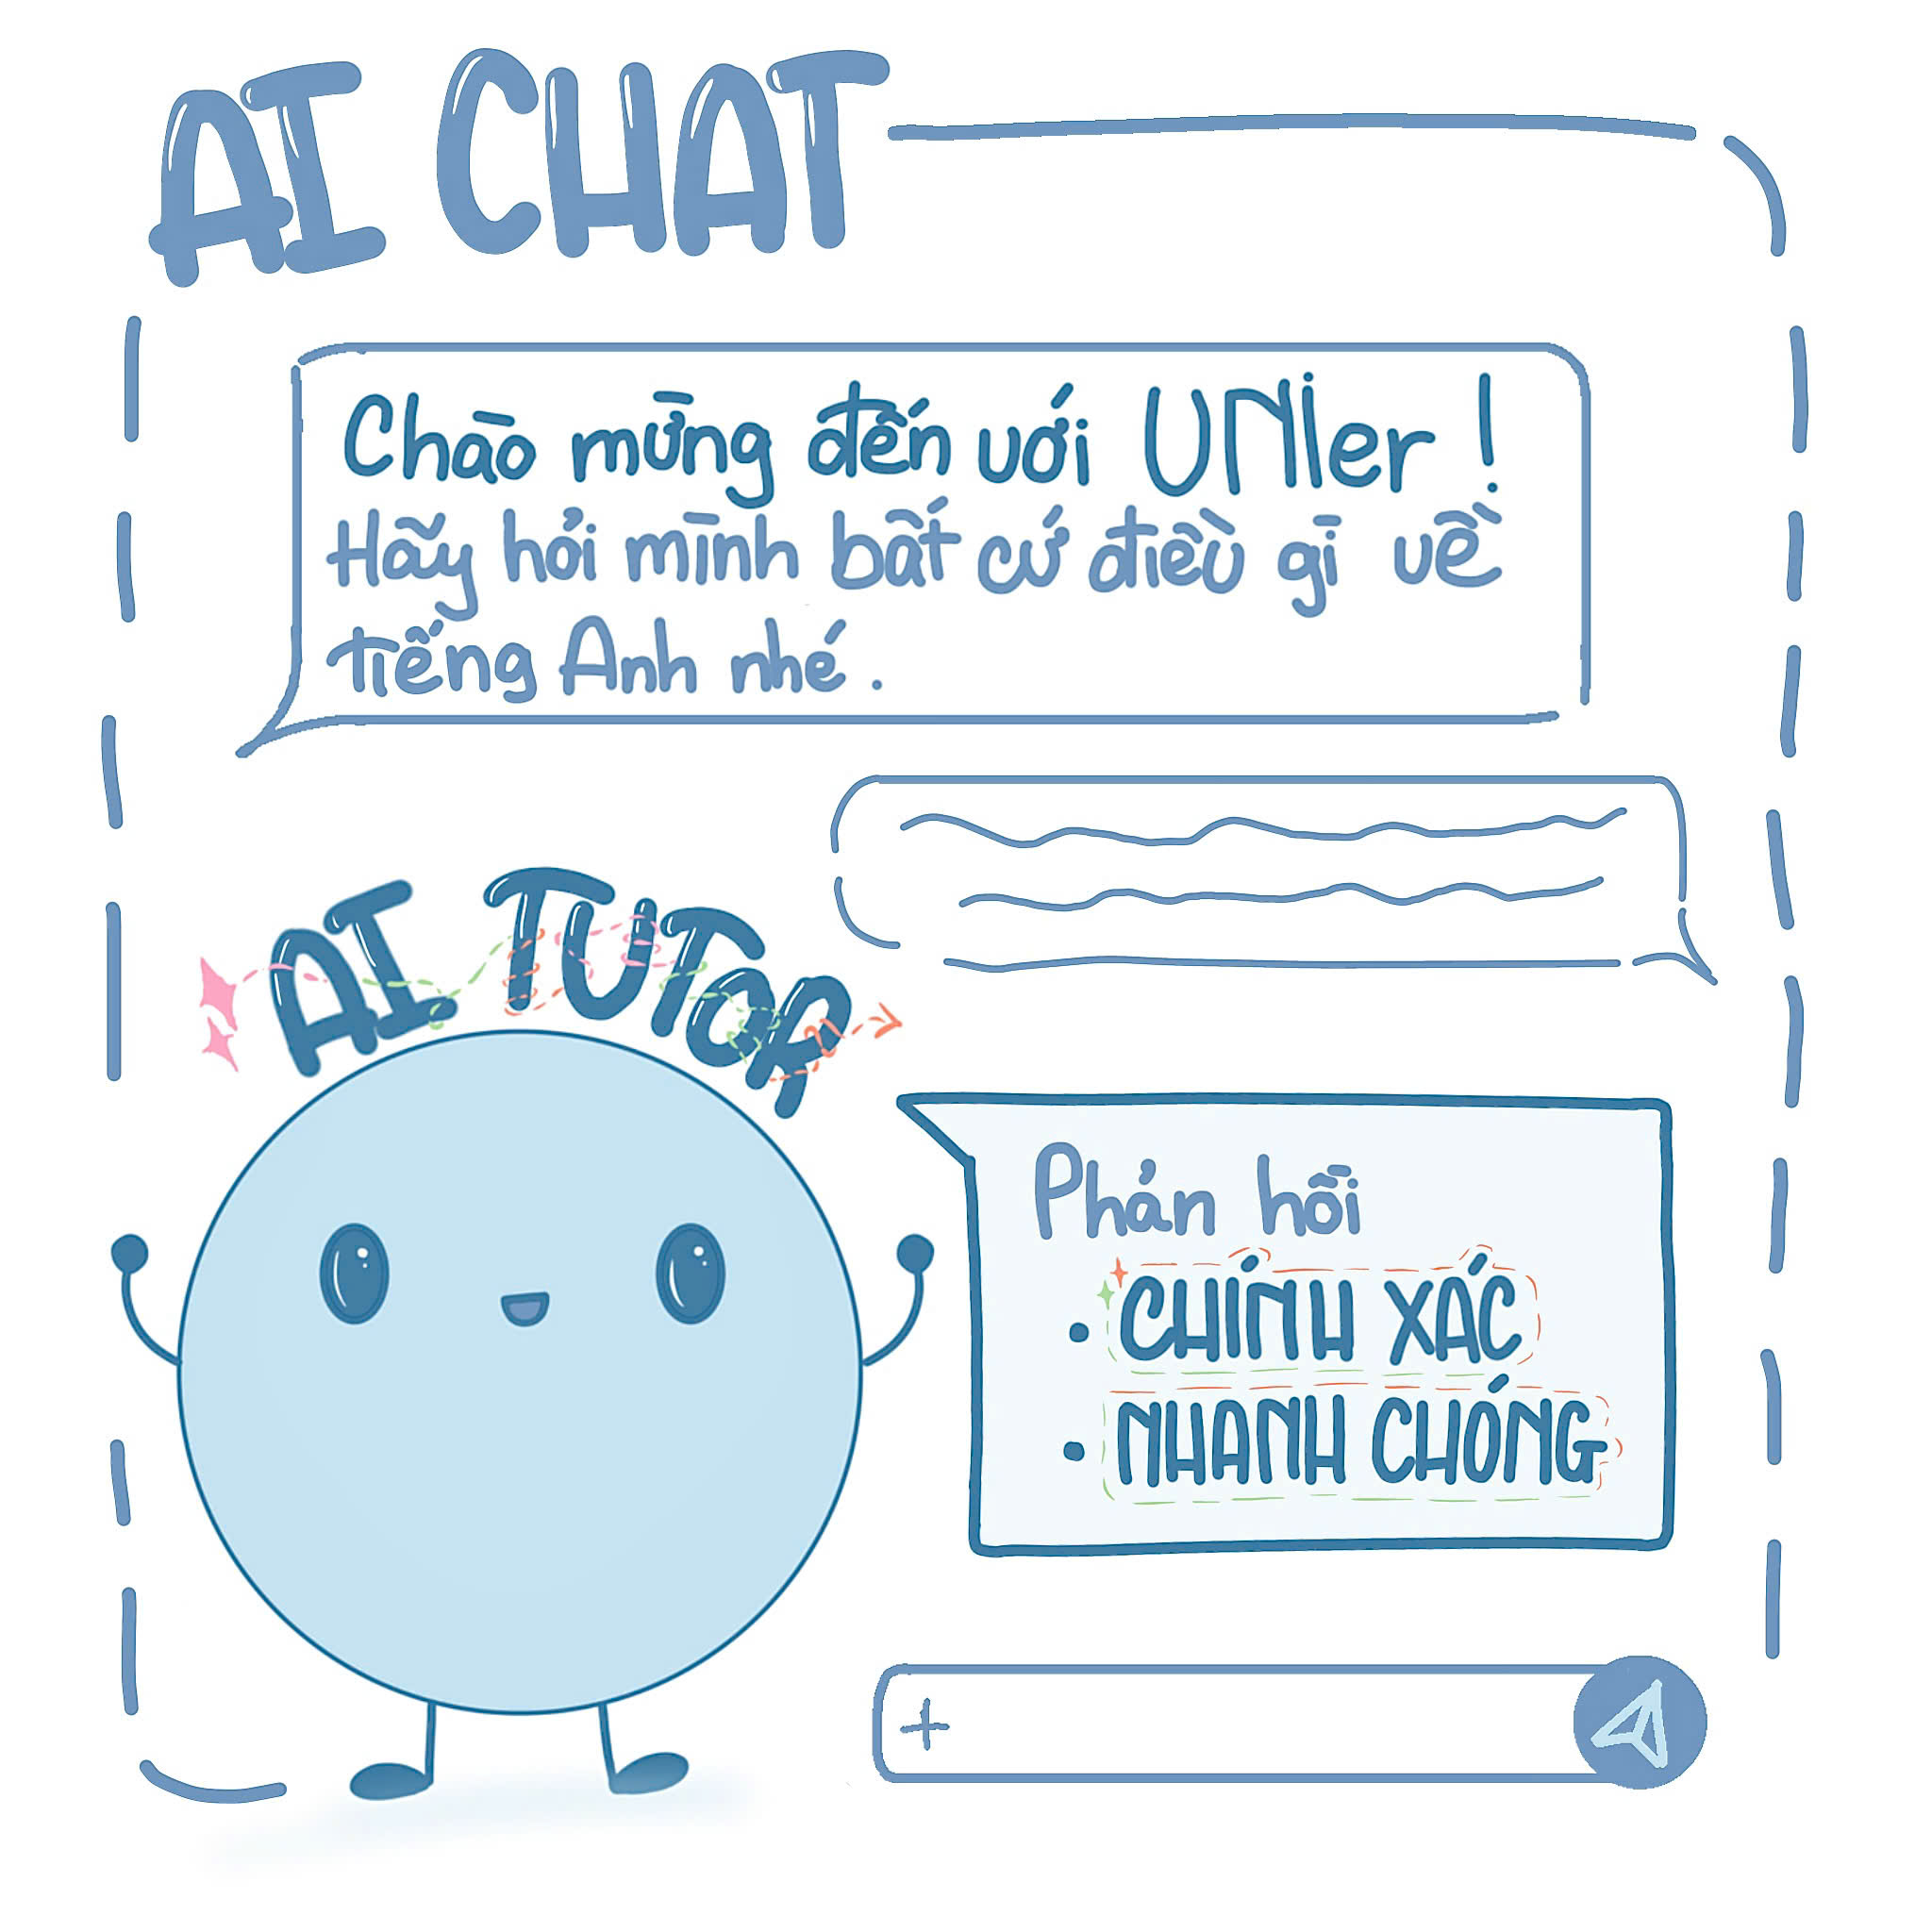 AI CHAT
Chào mừng đến với UNIer !
Hãy hỏi mình bất cứ điều gì về
tiếng Anh nhé.
AI TUTOR
Phản hồi
• CHÍNH XÁC
• NHANH CHÓNG
+